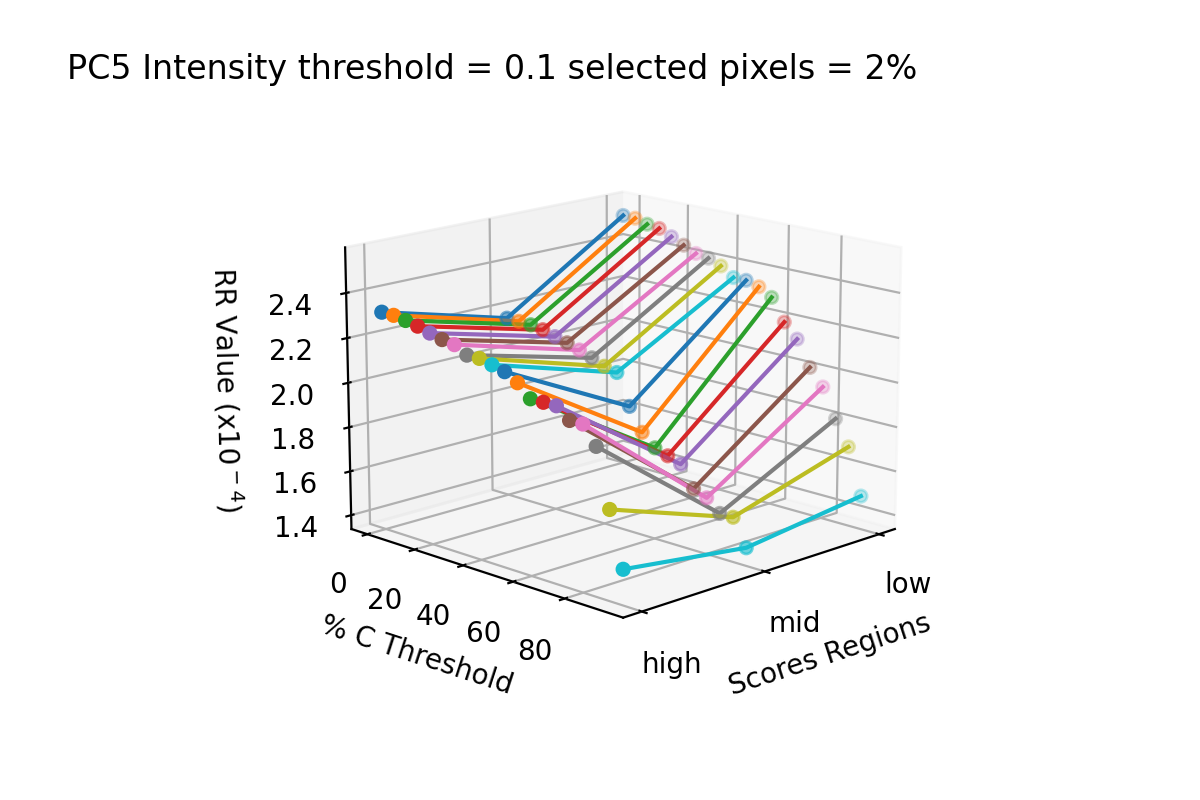 PC5 Intensity threshold = 0.1 selected pixels = 2%
RR Value (x10⁻⁴)
2.4
2.2
2.0
1.8
1.6
1.4
0
20
40
60
80
% C Threshold
high
mid
low
Scores Regions